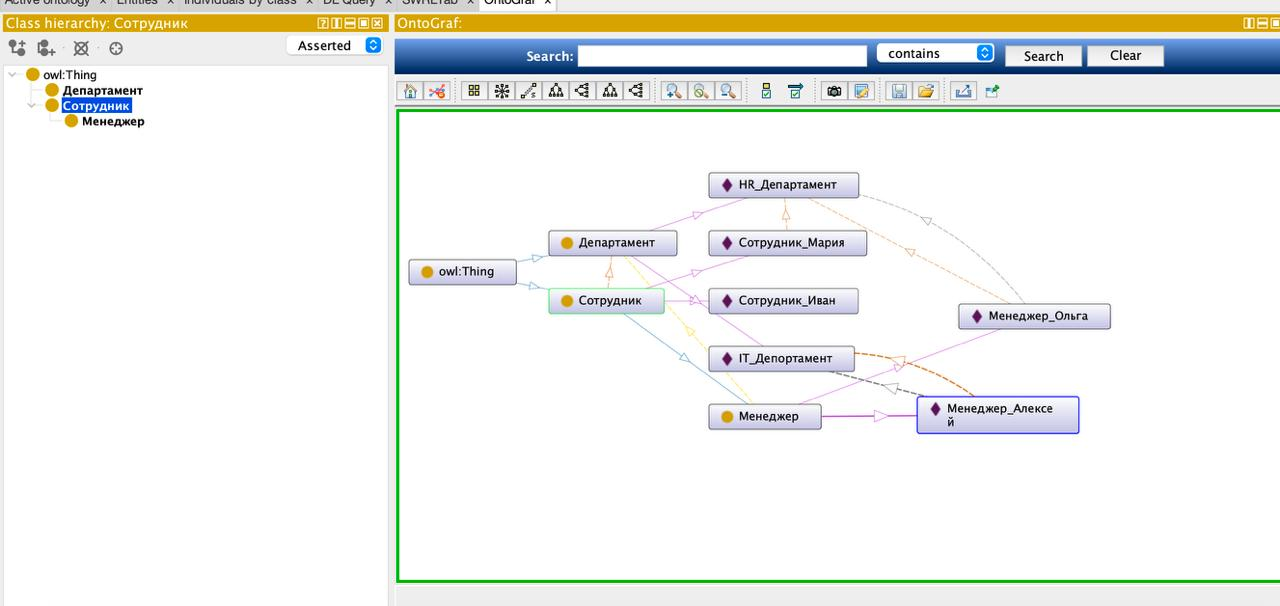 Active ontology × Entities × Individuals by class × DL Query × SWRLTab × OntoGraf ×
Class hierarchy: Сотрудник
Asserted
owl:Thing
Департамент
Сотрудник
Менеджер
OntoGraf:
Search: contains Search Clear
HR_Департамент
Департамент
Сотрудник_Мария
owl:Thing
Сотрудник
Сотрудник_Иван
Менеджер_Ольга
IT_Депортамент
Менеджер
Менеджер_Алексе
й